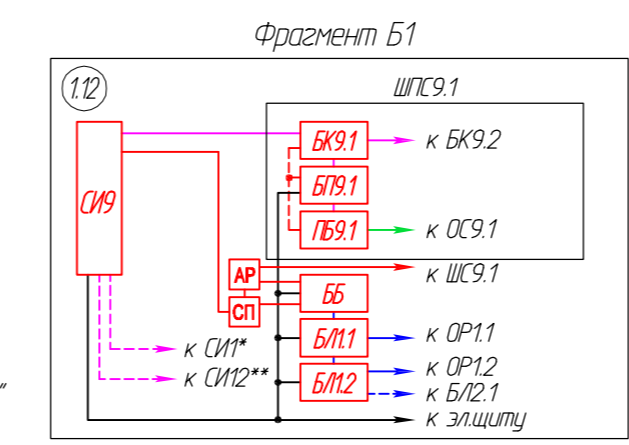 Фрагмент Б1
1.12
ШПС9.1
СИ9
БК9.1
к БК9.2
БП9.1
ПБ9.1
к ОС9.1
АР
к ШС9.1
ББ
СП
БЛ1.1
к ОР1.1
к СИ1*
к ОР1.2
к СИ12**
БЛ1.2
к БЛ2.1
к эл.щиту
"